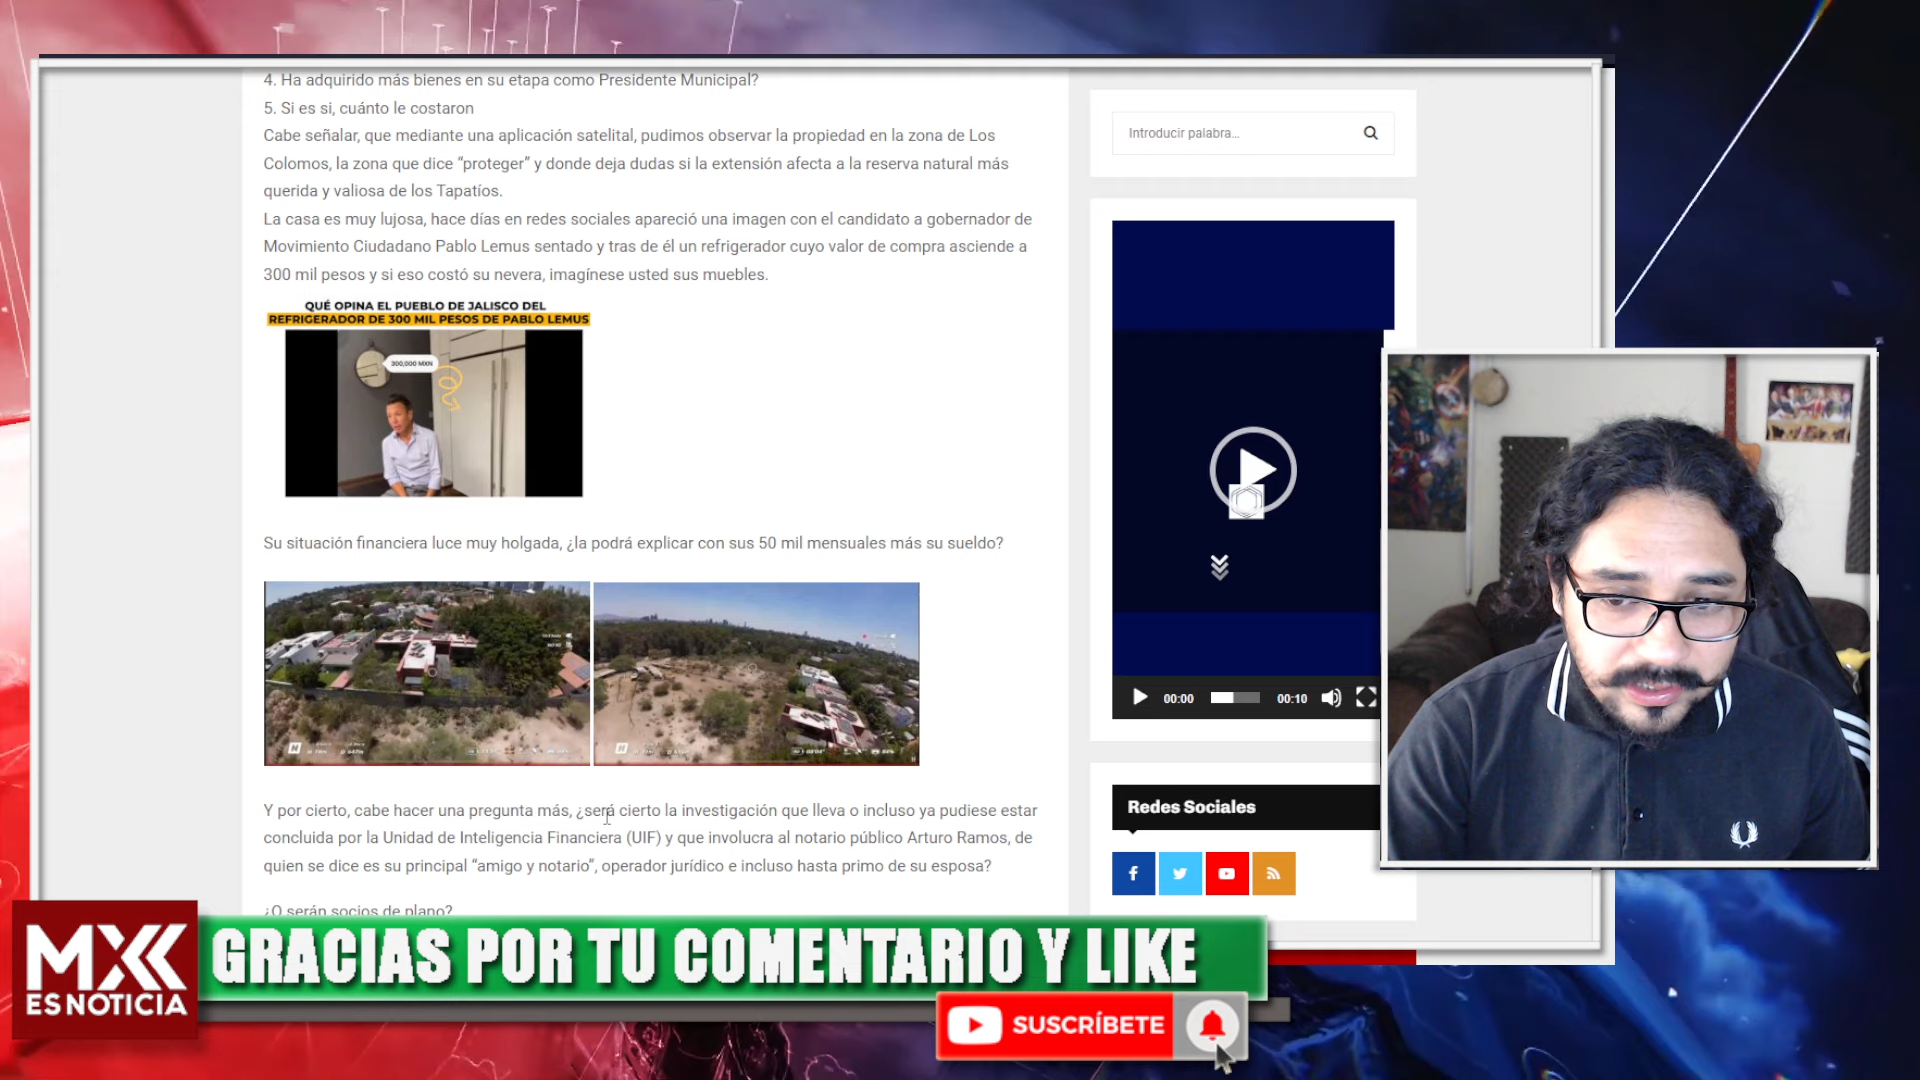 4. Ha adquirido más bienes en su etapa como Presidente Municipal?
5. Si es si, cuánto le costaron
Cabe señalar, que mediante una aplicación satelital, pudimos observar la propiedad en la zona de Los
Colomos, la zona que dice “proteger” y donde deja dudas si la extensión afecta a la reserva natural más
querida y valiosa de los Tapatíos.
La casa es muy lujosa, hace días en redes sociales apareció una imagen con el candidato a gobernador de
Movimiento Ciudadano Pablo Lemus sentado y tras de él un refrigerador cuyo valor de compra asciende a
300 mil pesos y si eso costó su nevera, imagínese usted sus muebles.
QUÉ OPINA EL PUEBLO DE JALISCO DEL
REFRIGERADOR DE 300 MIL PESOS DE PABLO LEMUS
300,000 MXN
Su situación financiera luce muy holgada, ¿la podrá explicar con sus 50 mil mensuales más su sueldo?
Y por cierto, cabe hacer una pregunta más, ¿será cierto la investigación que lleva o incluso ya pudiese estar
concluida por la Unidad de Inteligencia Financiera (UIF) y que involucra al notario público Arturo Ramos, de
quien se dice es su principal “amigo y notario”, operador jurídico e incluso hasta primo de su esposa?
¿O serán socios de plano?
Introducir palabra...
00:00
00:10
Redes Sociales
MX
ES NOTICIA
GRACIAS POR TU COMENTARIO Y LIKE
SUSCRÍBETE